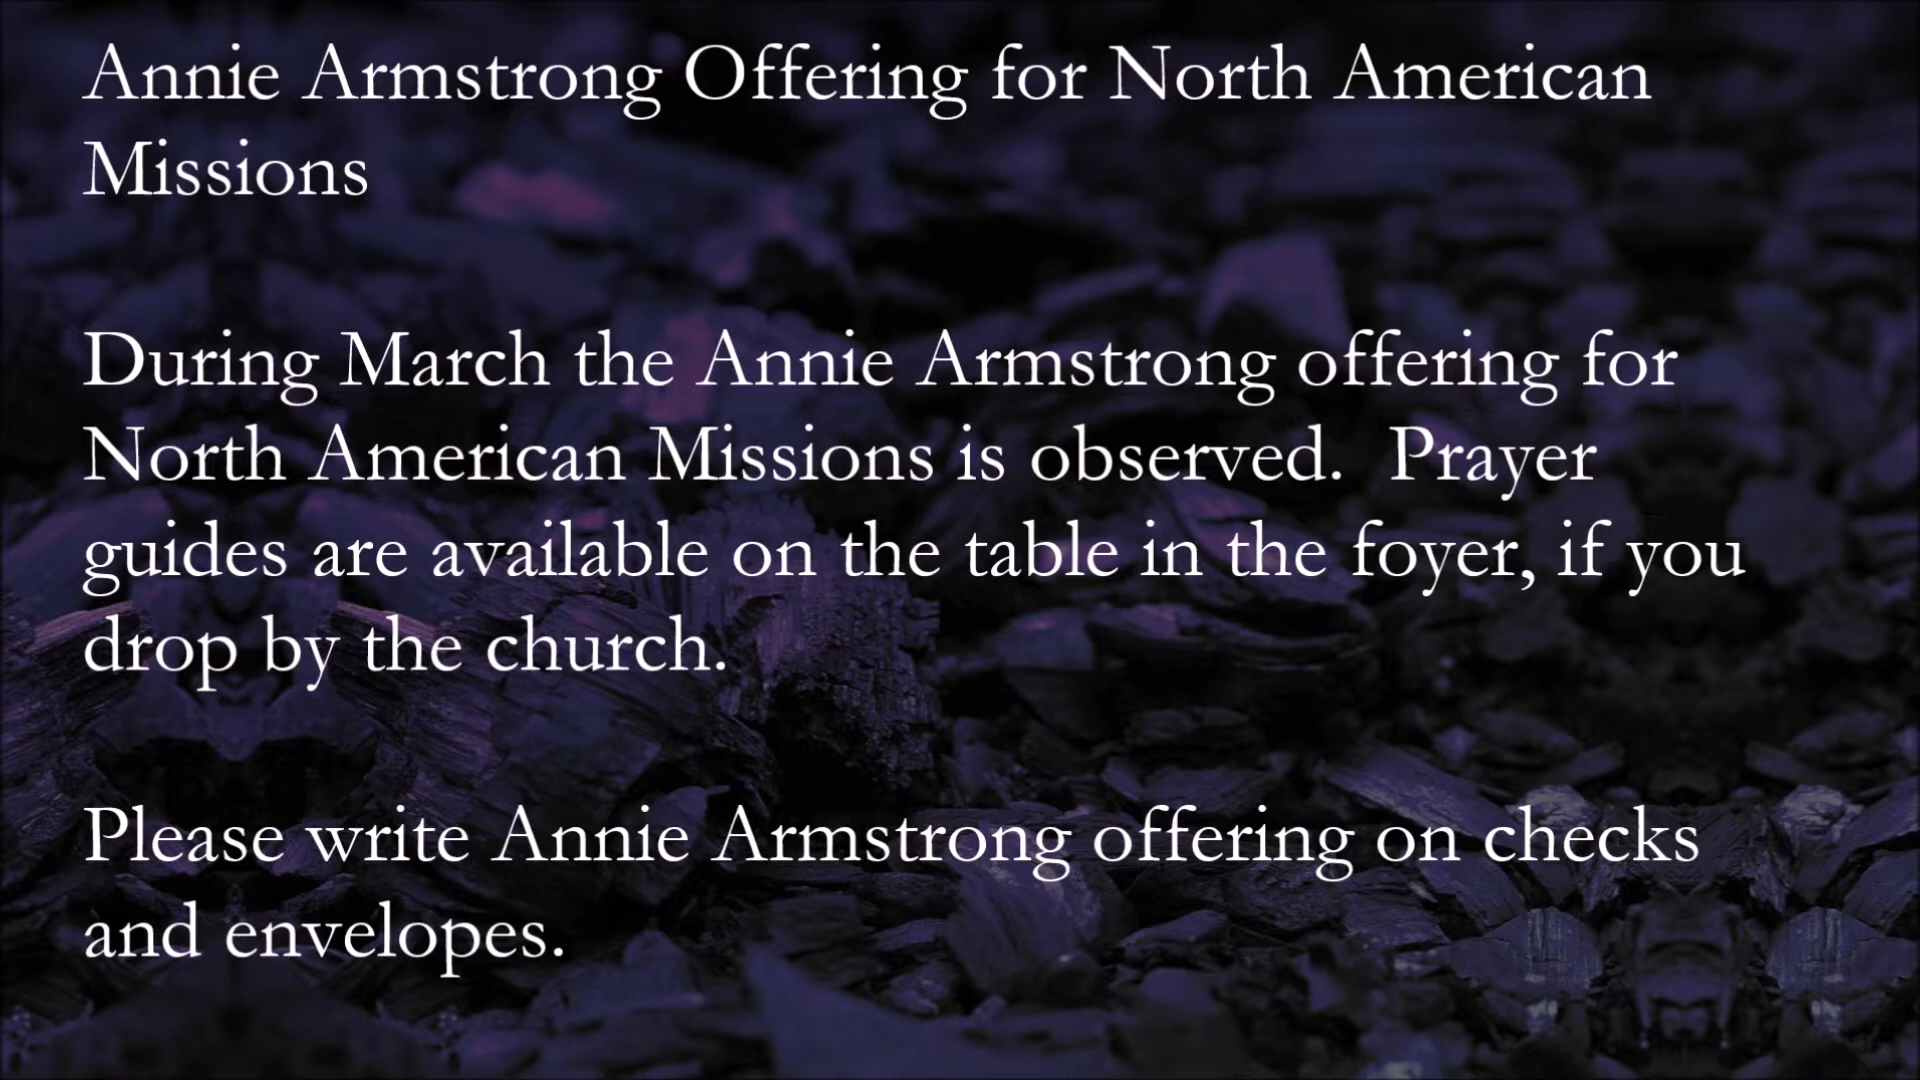 Annie Armstrong Offering for North American
Missions
During March the Annie Armstrong offering for
North American Missions is observed.  Prayer
guides are available on the table in the foyer, if you
drop by the church.
Please write Annie Armstrong offering on checks
and envelopes.